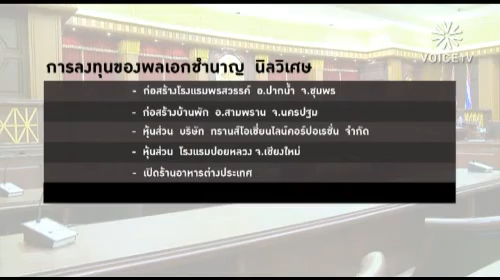 VOICETV
การลงทุนของพลเอกชำนาญ นิลวิเศษ
- ก่อสร้างโรงแรมพรสวรรค์ อ.ปากน้ำ จ.ชุมพร
- ก่อสร้างบ้านพัก อ.สามพราน จ.นครปฐม
- หุ้นส่วน บริษัท ทรานส์โอเชี่ยนไลน์คอร์ปอเรชั่น จำกัด
- หุ้นส่วน โรงแรมปอยหลวง จ.เชียงใหม่
- เปิดร้านอาหารต่างประเทศ